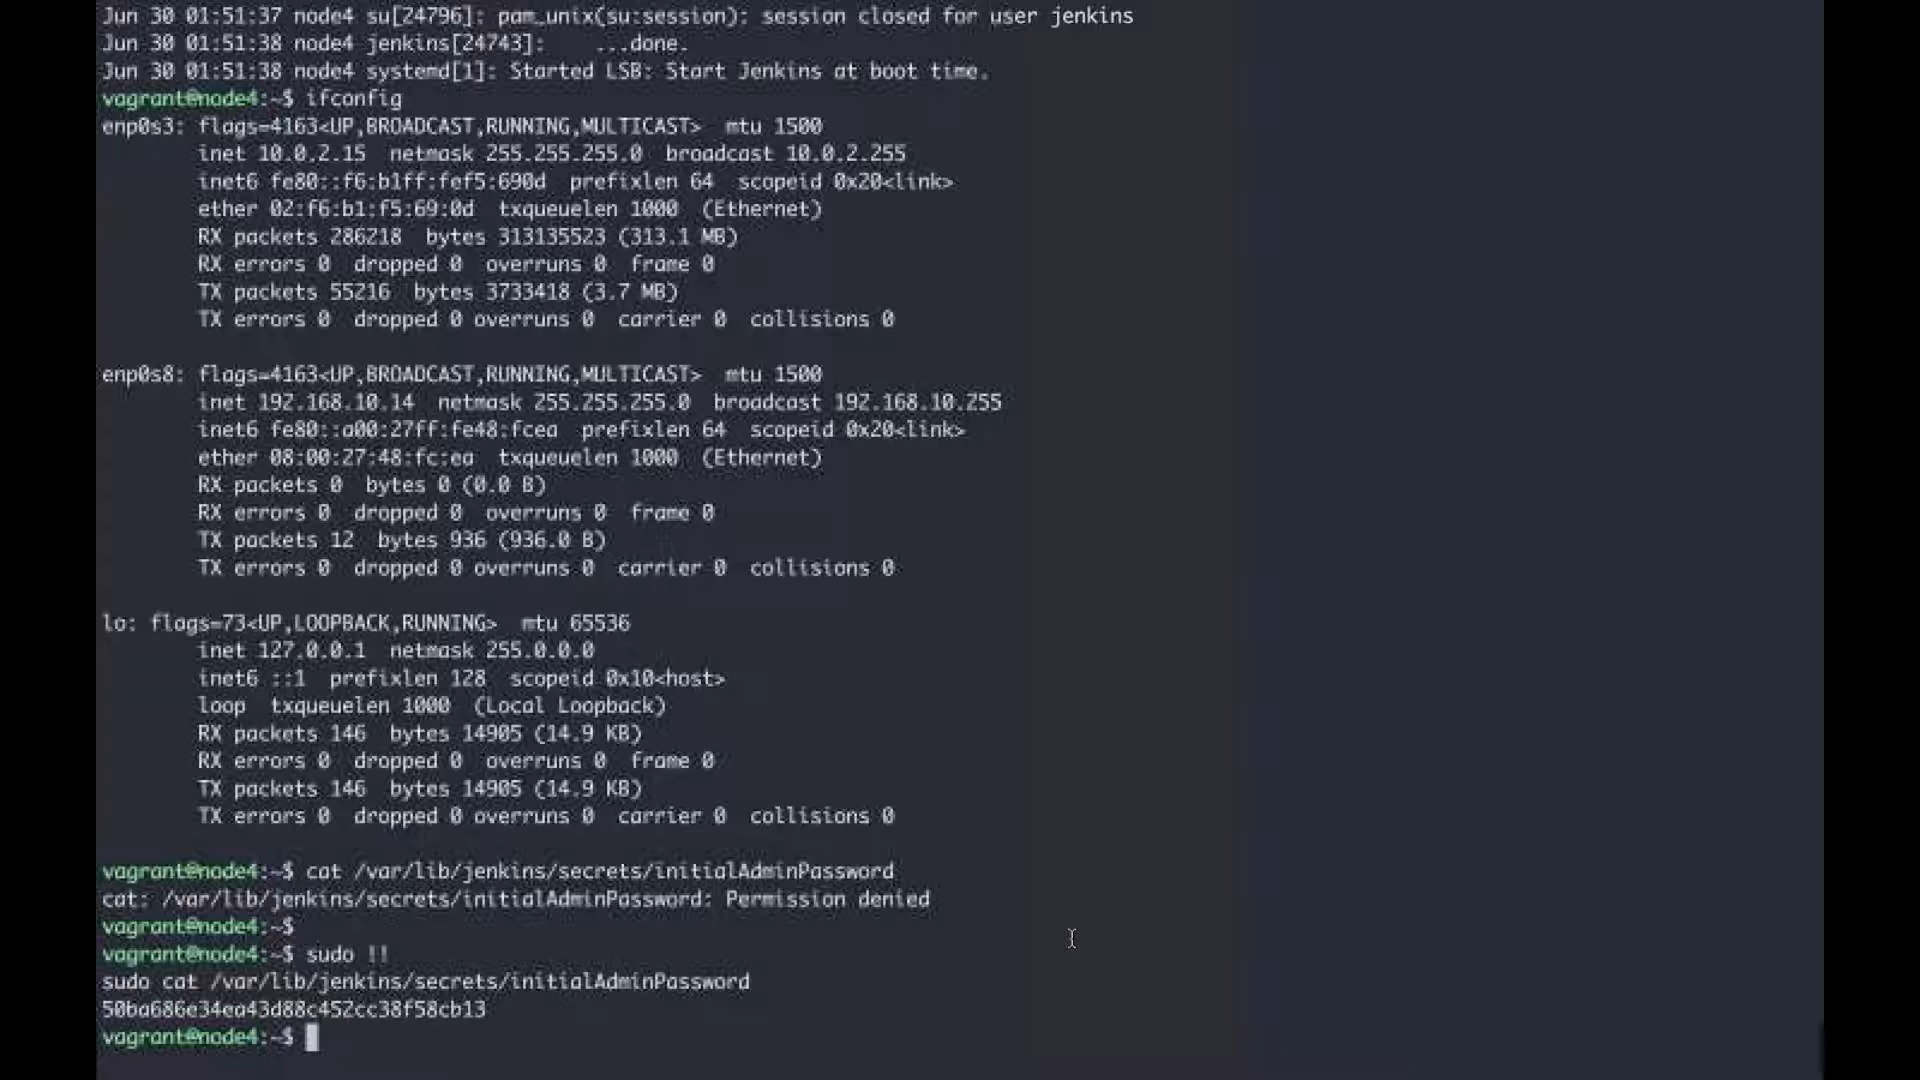 Jun 30 01:51:37 node4 su[24796]: pam_unix(su:session): session closed for user jenkins
Jun 30 01:51:38 node4 jenkins[24743]:    ...done.
Jun 30 01:51:38 node4 systemd[1]: Started LSB: Start Jenkins at boot time.
vagrant@node4:~$ ifconfig
enp0s3: flags=4163<UP,BROADCAST,RUNNING,MULTICAST>  mtu 1500
        inet 10.0.2.15  netmask 255.255.255.0  broadcast 10.0.2.255
        inet6 fe80::f6:b1ff:fef5:690d  prefixlen 64  scopeid 0x20<link>
        ether 02:f6:b1:f5:69:0d  txqueuelen 1000  (Ethernet)
        RX packets 286218  bytes 313135523 (313.1 MB)
        RX errors 0  dropped 0  overruns 0  frame 0
        TX packets 55216  bytes 3733418 (3.7 MB)
        TX errors 0  dropped 0 overruns 0  carrier 0  collisions 0

enp0s8: flags=4163<UP,BROADCAST,RUNNING,MULTICAST>  mtu 1500
        inet 192.168.10.14  netmask 255.255.255.0  broadcast 192.168.10.255
        inet6 fe80::a00:27ff:fe48:fcea  prefixlen 64  scopeid 0x20<link>
        ether 08:00:27:48:fc:ea  txqueuelen 1000  (Ethernet)
        RX packets 0  bytes 0 (0.0 B)
        RX errors 0  dropped 0  overruns 0  frame 0
        TX packets 12  bytes 936 (936.0 B)
        TX errors 0  dropped 0 overruns 0  carrier 0  collisions 0

lo: flags=73<UP,LOOPBACK,RUNNING>  mtu 65536
        inet 127.0.0.1  netmask 255.0.0.0
        inet6 ::1  prefixlen 128  scopeid 0x10<host>
        loop  txqueuelen 1000  (Local Loopback)
        RX packets 146  bytes 14905 (14.9 KB)
        RX errors 0  dropped 0  overruns 0  frame 0
        TX packets 146  bytes 14905 (14.9 KB)
        TX errors 0  dropped 0 overruns 0  carrier 0  collisions 0

vagrant@node4:~$ cat /var/lib/jenkins/secrets/initialAdminPassword
cat: /var/lib/jenkins/secrets/initialAdminPassword: Permission denied
vagrant@node4:~$
vagrant@node4:~$ sudo !!
sudo cat /var/lib/jenkins/secrets/initialAdminPassword
50ba686e34ea43d88c452cc38f58cb13
vagrant@node4:~$